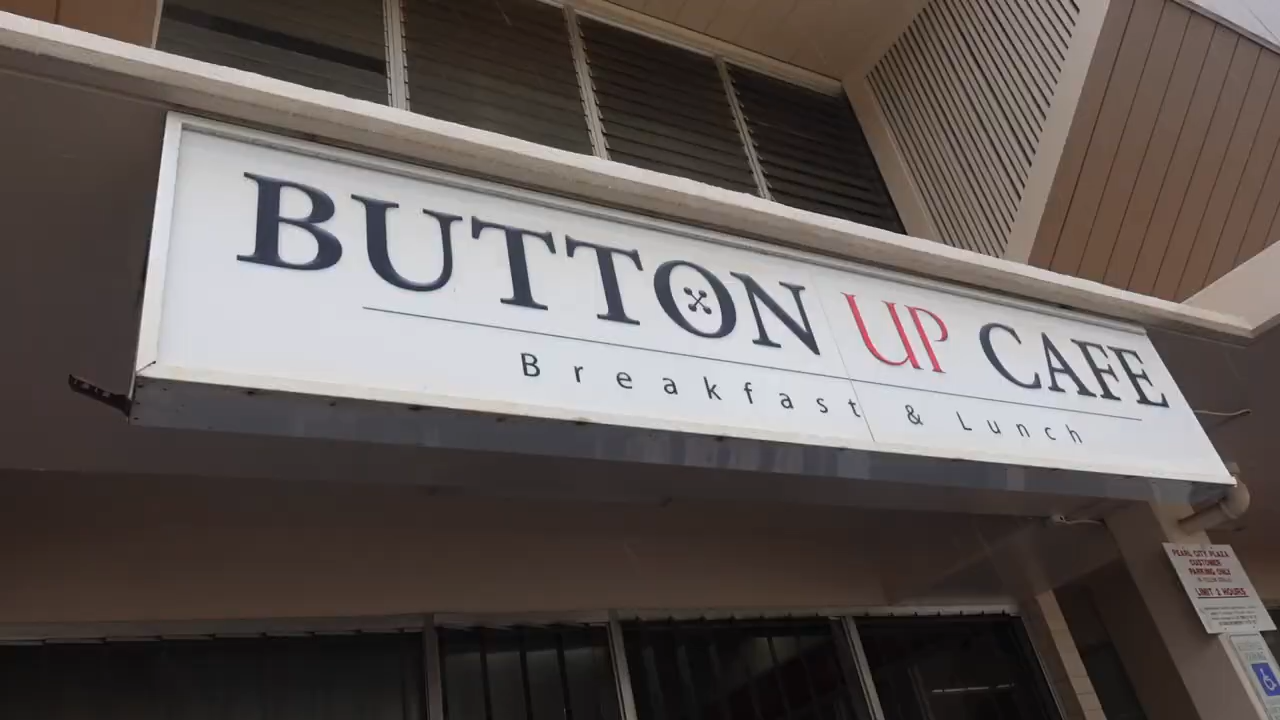 BUTTON UP CAFE
Breakfast & Lunch
PEARL CITY PLAZA
CUSTOMER
PARKING ONLY
LIMIT 2 HOURS